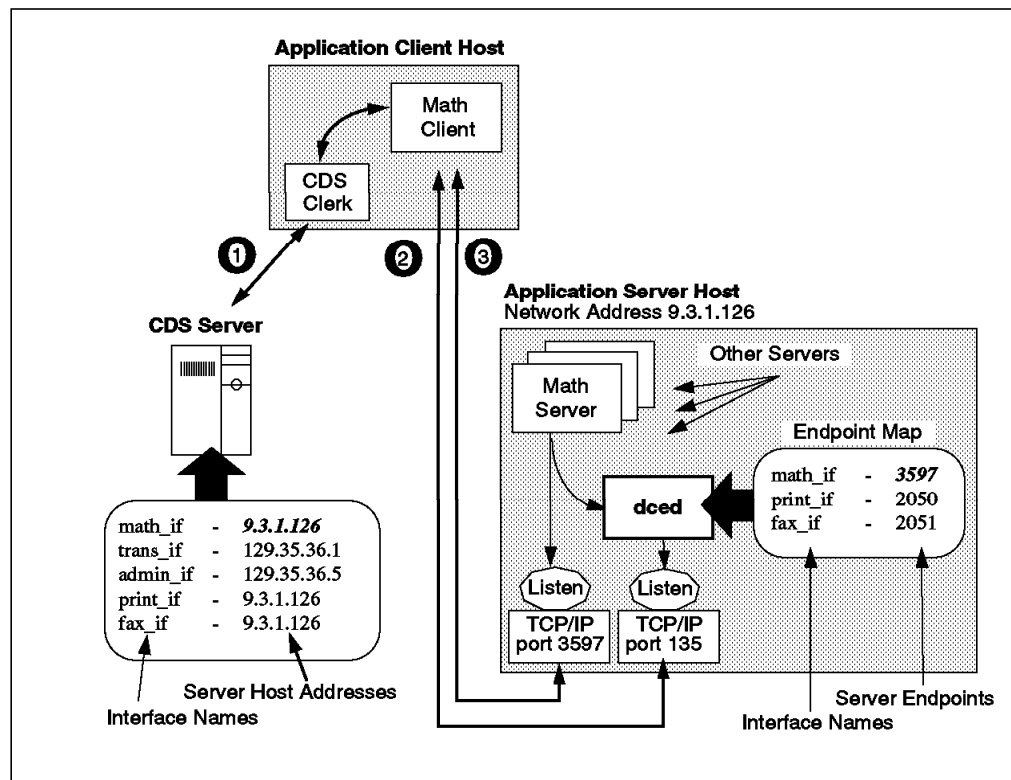 Application Client Host
Math
Client
CDS
Clerk
1
2
3
CDS Server
Application Server Host
Network Address 9.3.1.126
Other Servers
Math
Server
Endpoint Map
math_if - 3597
print_if - 2050
fax_if - 2051
dced
Listen
Listen
TCP/IP
port 3597
TCP/IP
port 135
math_if - 9.3.1.126
trans_if - 129.35.36.1
admin_if - 129.35.36.5
print_if - 9.3.1.126
fax_if - 9.3.1.126
Server Host Addresses
Interface Names
Server Endpoints
Interface Names